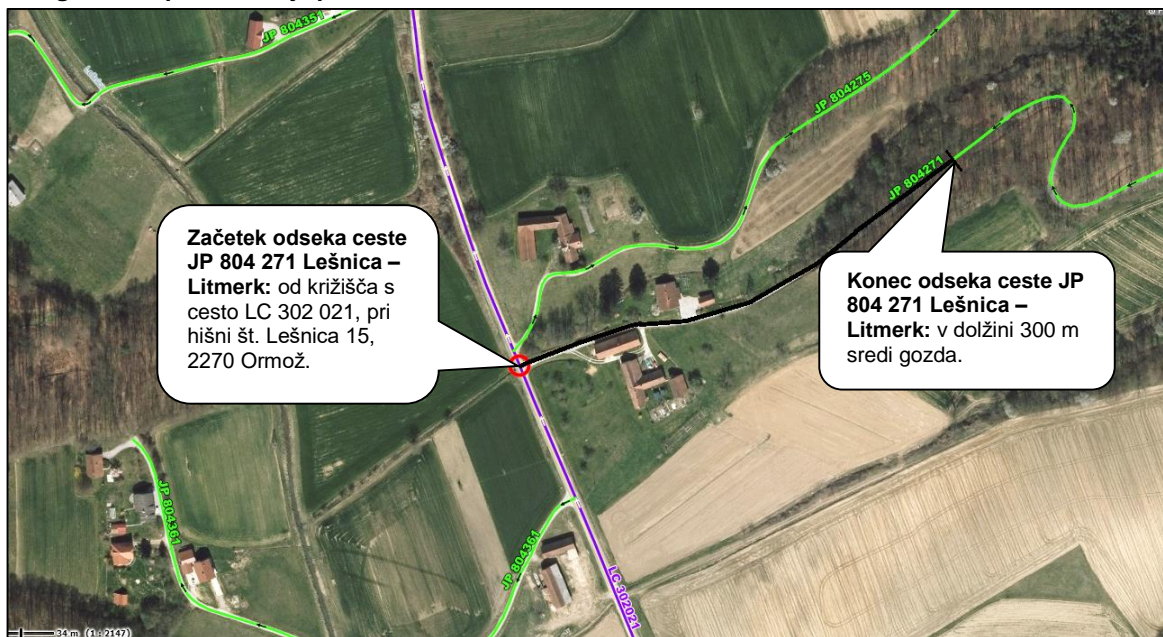 JP 804351
JP 804275
JP 804271
Začetek odseka ceste
JP 804 271 Lešnica –
Litmerk: od križišča s
cesto LC 302 021, pri
hišni št. Lešnica 15,
2270 Ormož.
Konec odseka ceste JP
804 271 Lešnica –
Litmerk: v dolžini 300 m
sredi gozda.
JP 804361
JP 804361
LC 302021
34 m (1 : 2147)